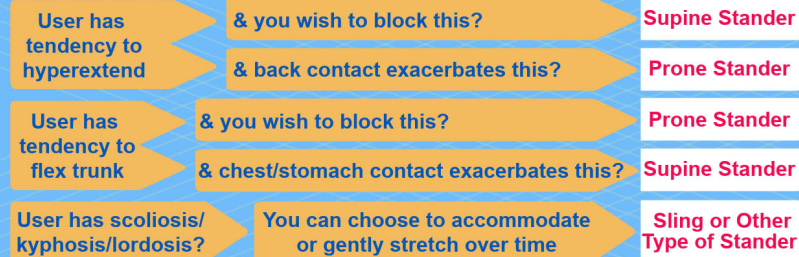 User has
tendency to
hyperextend
& you wish to block this?
Supine Stander
& back contact exacerbates this?
Prone Stander
User has
tendency to
flex trunk
& you wish to block this?
Prone Stander
& chest/stomach contact exacerbates this?
Supine Stander
User has scoliosis/
kyphosis/lordosis?
You can choose to accommodate
or gently stretch over time
Sling or Other
Type of Stander